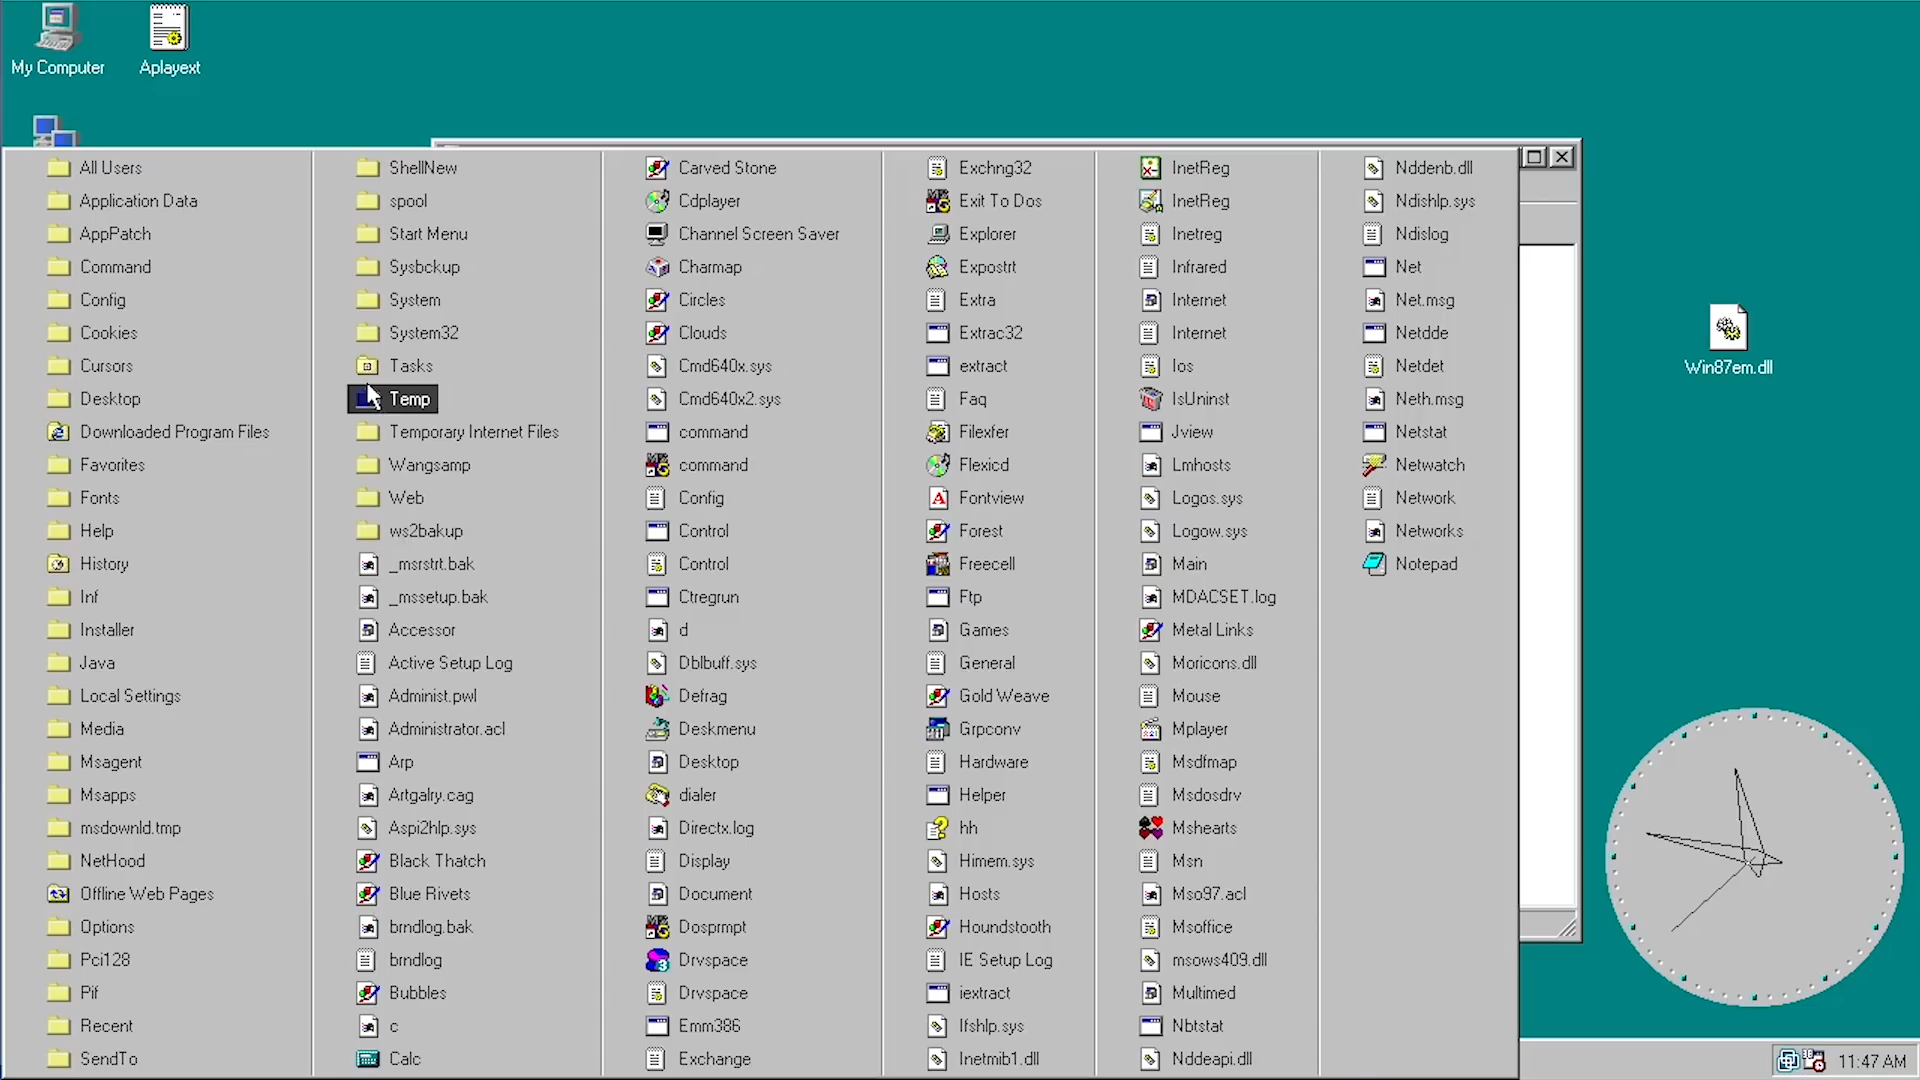 My Computer
Aplayext
All Users
Application Data
AppPatch
Command
Config
Cookies
Cursors
Desktop
Downloaded Program Files
Favorites
Fonts
Help
History
Inf
Installer
Java
Local Settings
Media
Msagent
Msapps
msdownld.tmp
NetHood
Offline Web Pages
Options
Pci128
Pif
Recent
SendTo
ShellNew
spool
Start Menu
Sysbckup
System
System32
Tasks
Temp
Temporary Internet Files
Wangsamp
Web
ws2bakup
_msrstrt.bak
_mssetup.bak
Accessor
Active Setup Log
Administ.pwl
Administrator.acl
Arp
Artgalry.cag
Aspi2hlp.sys
Black Thatch
Blue Rivets
brndlog.bak
brndlog
Bubbles
c
Calc
Carved Stone
Cdplayer
Channel Screen Saver
Charmap
Circles
Clouds
Cmd640x.sys
Cmd640x2.sys
command
command
Config
Control
Control
Ctregrun
d
Dblbuff.sys
Defrag
Deskmenu
Desktop
dialer
Directx.log
Display
Document
Dosprmpt
Drvspace
Drvspace
Emm386
Exchange
Exchng32
Exit To Dos
Explorer
Expostrt
Extra
Extrac32
extract
Faq
Filexfer
Flexicd
Fontview
Forest
Freecell
Ftp
Games
General
Gold Weave
Grpconv
Hardware
Helper
hh
Himem.sys
Hosts
Houndstooth
IE Setup Log
iextract
Ifshlp.sys
Inetmib1.dll
InetReg
InetReg
Inetreg
Infrared
Internet
Internet
Ios
IsUninst
Jview
Lmhosts
Logos.sys
Logow.sys
Main
MDACSET.log
Metal Links
Moricons.dll
Mouse
Mplayer
Msdfmap
Msdosdrv
Mshearts
Msn
Mso97.acl
Msoffice
msows409.dll
Multimed
Nbtstat
Nddeapi.dll
Nddenb.dll
Ndishlp.sys
Ndislog
Net
Net.msg
Netdde
Netdet
Neth.msg
Netstat
Netwatch
Network
Networks
Notepad
Win87em.dll
11:47 AM